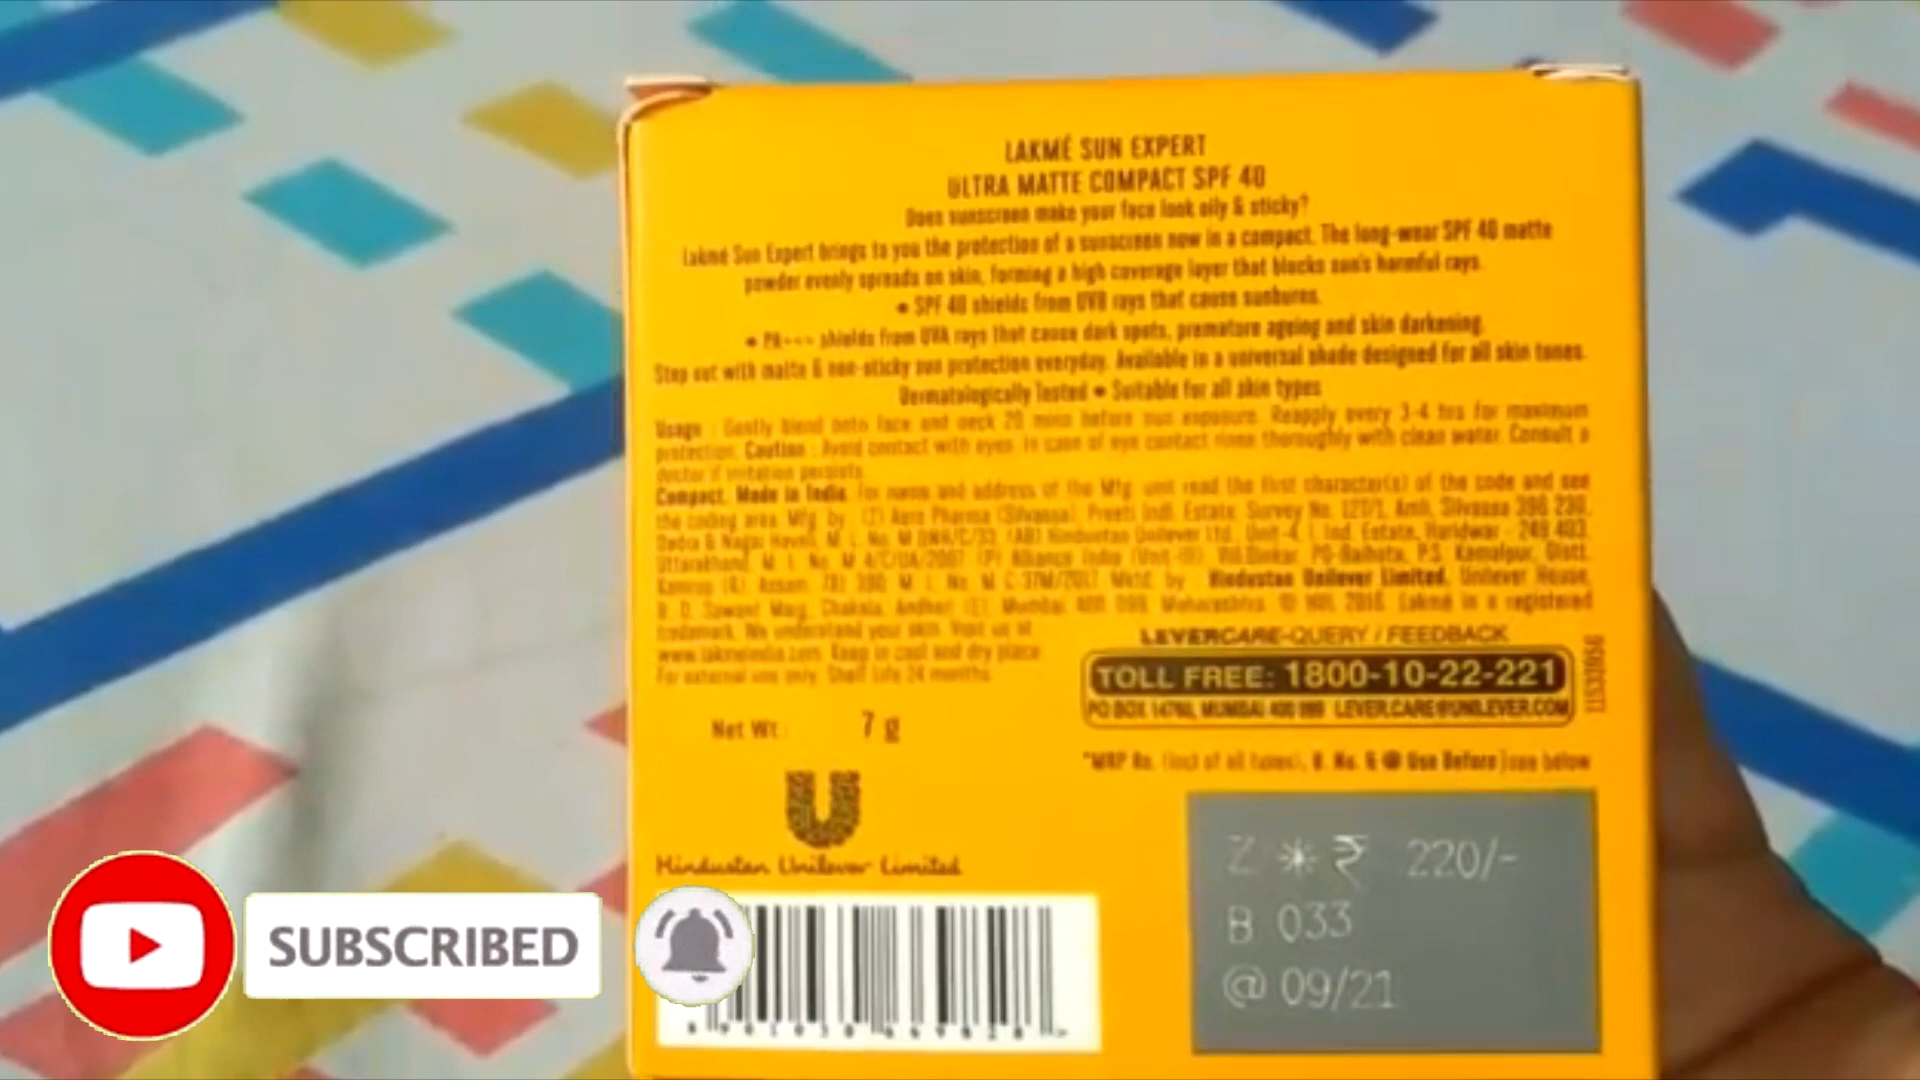 LAKMÉ SUN EXPERT
ULTRA MATTE COMPACT SPF 40
Does sunscreen make your face look oily & sticky?
Lakmé Sun Expert brings to you the protection of a sunscreen now in a compact. The long-wear SPF 40 matte
powder evenly spreads on skin, forming a high coverage layer that blocks sun's harmful rays.
• SPF 40 shields from UVB rays that cause sunburns.
• PA+++ shields from UVA rays that cause dark spots, premature ageing and skin darkening.
Step out with matte & non-sticky sun protection everyday. Available in a universal shade designed for all skin tones.
Dermatologically tested • Suitable for all skin types
Usage : Gently blend onto face and neck 20 mins before sun exposure. Reapply every 3-4 hrs for maximum
protection. Caution : Avoid contact with eyes. In case of eye contact rinse thoroughly with clean water. Consult a
doctor if irritation persists.
Compact. Made in India. For name and address of the Mfg. unit read the first character(s) of the code and see
the coding area. Mfg. by : (Z) Aero Pharma (Silvassa), Preeti Indl. Estate, Survey No. 127/1, Amli, Silvassa 396 230,
Dadra & Nagar Haveli, M. L. No. (AB) Hindustan Unilever Ltd., Unit-4, I. Ind. Estate, Haridwar - 249 403,
Uttarakhand, M. L. No. (P) Alliance India (Unit-III), Vill.Dinkar, PO-Baihata, P.S. Kamalpur, Distt.
Kamrup (R) Assam M. L. No. Mktd. by : Hindustan Unilever Limited, Unilever House,
B. D. Sawant Marg, Chakala, Andheri (E), Mumbai 400 099, Maharashtra. © HUL 2016. Lakmé is a registered
trademark. We understand your skin. Visit us at
www.lakmeindia.com Keep in cool and dry place.
For external use only. Shelf Life 24 months.
LEVERCARE-QUERY / FEEDBACK
TOLL FREE: 1800-10-22-221
PO BOX 14760, MUMBAI 400 099 LEVER.CARE@UNILEVER.COM
Net Wt.: 7 g
*MRP Rs. (incl of all taxes), B. No. & @ Use Before } see below
U
Hindustan Unilever Limited
Z ✳ ₹ 220/-
B 033
@ 09/21
SUBSCRIBED